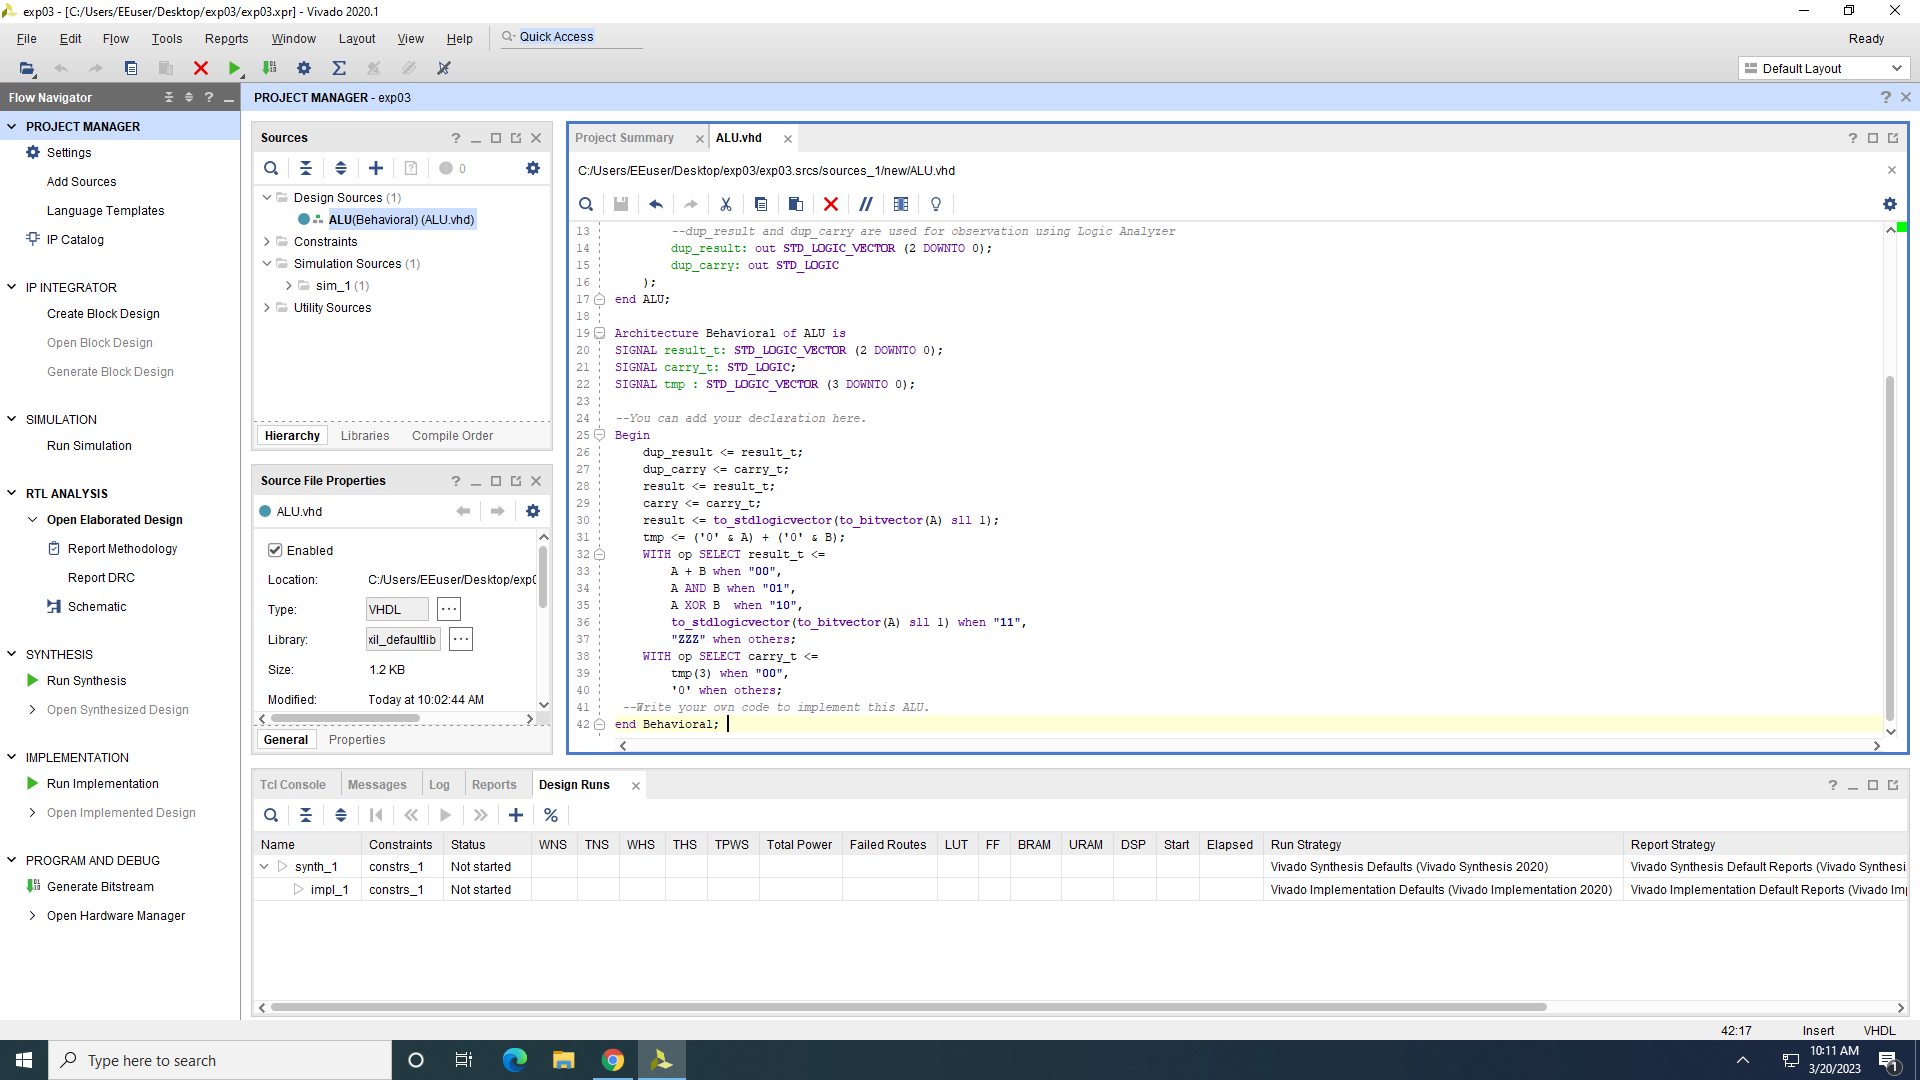 exp03 - [C:/Users/EEuser/Desktop/exp03/exp03.xpr] - Vivado 2020.1
File Edit Flow Tools Reports Window Layout View Help Quick Access Ready
Default Layout
Flow Navigator
PROJECT MANAGER
Settings
Add Sources
Language Templates
IP Catalog
IP INTEGRATOR
Create Block Design
Open Block Design
Generate Block Design
SIMULATION
Run Simulation
RTL ANALYSIS
Open Elaborated Design
Report Methodology
Report DRC
Schematic
SYNTHESIS
Run Synthesis
Open Synthesized Design
IMPLEMENTATION
Run Implementation
Open Implemented Design
PROGRAM AND DEBUG
Generate Bitstream
Open Hardware Manager
PROJECT MANAGER - exp03
Sources
0
Design Sources (1)
ALU(Behavioral) (ALU.vhd)
Constraints
Simulation Sources (1)
sim_1 (1)
Utility Sources
Hierarchy Libraries Compile Order
Source File Properties
ALU.vhd
Enabled
Location: C:/Users/EEuser/Desktop/exp0
Type: VHDL
Library: xil_defaultlib
Size: 1.2 KB
Modified: Today at 10:02:44 AM
General Properties
Project Summary ALU.vhd
C:/Users/EEuser/Desktop/exp03/exp03.srcs/sources_1/new/ALU.vhd
13 --dup_result and dup_carry are used for observation using Logic Analyzer
14 dup_result: out STD_LOGIC_VECTOR (2 DOWNTO 0);
15 dup_carry: out STD_LOGIC
16 );
17 end ALU;
18
19 Architecture Behavioral of ALU is
20 SIGNAL result_t: STD_LOGIC_VECTOR (2 DOWNTO 0);
21 SIGNAL carry_t: STD_LOGIC;
22 SIGNAL tmp : STD_LOGIC_VECTOR (3 DOWNTO 0);
23
24 --You can add your declaration here.
25 Begin
26 dup_result <= result_t;
27 dup_carry <= carry_t;
28 result <= result_t;
29 carry <= carry_t;
30 result <= to_stdlogicvector(to_bitvector(A) sll 1);
31 tmp <= ('0' & A) + ('0' & B);
32 WITH op SELECT result_t <=
33 A + B when "00",
34 A AND B when "01",
35 A XOR B  when "10",
36 to_stdlogicvector(to_bitvector(A) sll 1) when "11",
37 "ZZZ" when others;
38 WITH op SELECT carry_t <=
39 tmp(3) when "00",
40 '0' when others;
41 --Write your own code to implement this ALU.
42 end Behavioral;
Tcl Console Messages Log Reports Design Runs
Name Constraints Status WNS TNS WHS THS TPWS Total Power Failed Routes LUT FF BRAM URAM DSP Start Elapsed Run Strategy Report Strategy
synth_1 constrs_1 Not started Vivado Synthesis Defaults (Vivado Synthesis 2020) Vivado Synthesis Default Reports (Vivado Synthesi
impl_1 constrs_1 Not started Vivado Implementation Defaults (Vivado Implementation 2020) Vivado Implementation Default Reports (Vivado Im
42:17 Insert VHDL
Type here to search
10:11 AM
3/20/2023
1